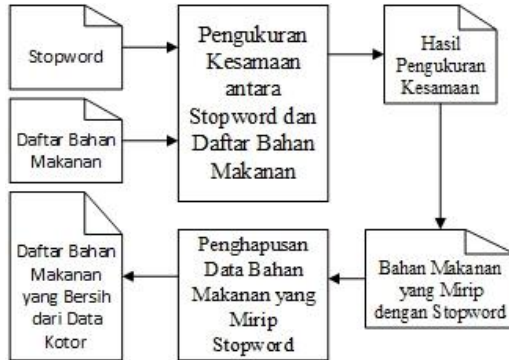 Stopword
Pengukuran
Kesamaan
antara
Stopword dan
Daftar Bahan
Makanan
Hasil
Pengukuran
Kesamaan
Daftar Bahan
Makanan
Bahan Makanan
yang Mirip
dengan Stopword
Penghapusan
Data Bahan
Makanan yang
Mirip
Stopword
Daftar Bahan
Makanan
yang Bersih
dari Data
Kotor